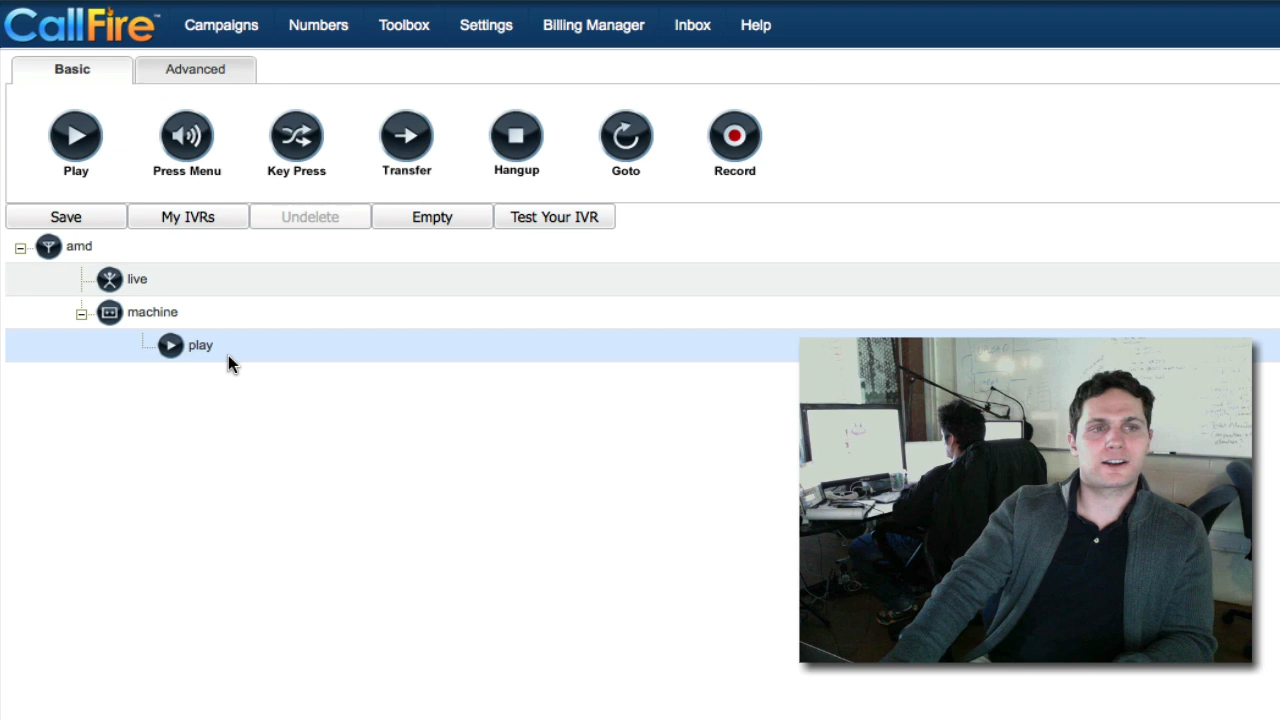 CallFire™ Campaigns Numbers Toolbox Settings Billing Manager Inbox Help
Basic Advanced
Play Press Menu Key Press Transfer Hangup Goto Record
Save My IVRs Undelete Empty Test Your IVR
amd
live
machine
play